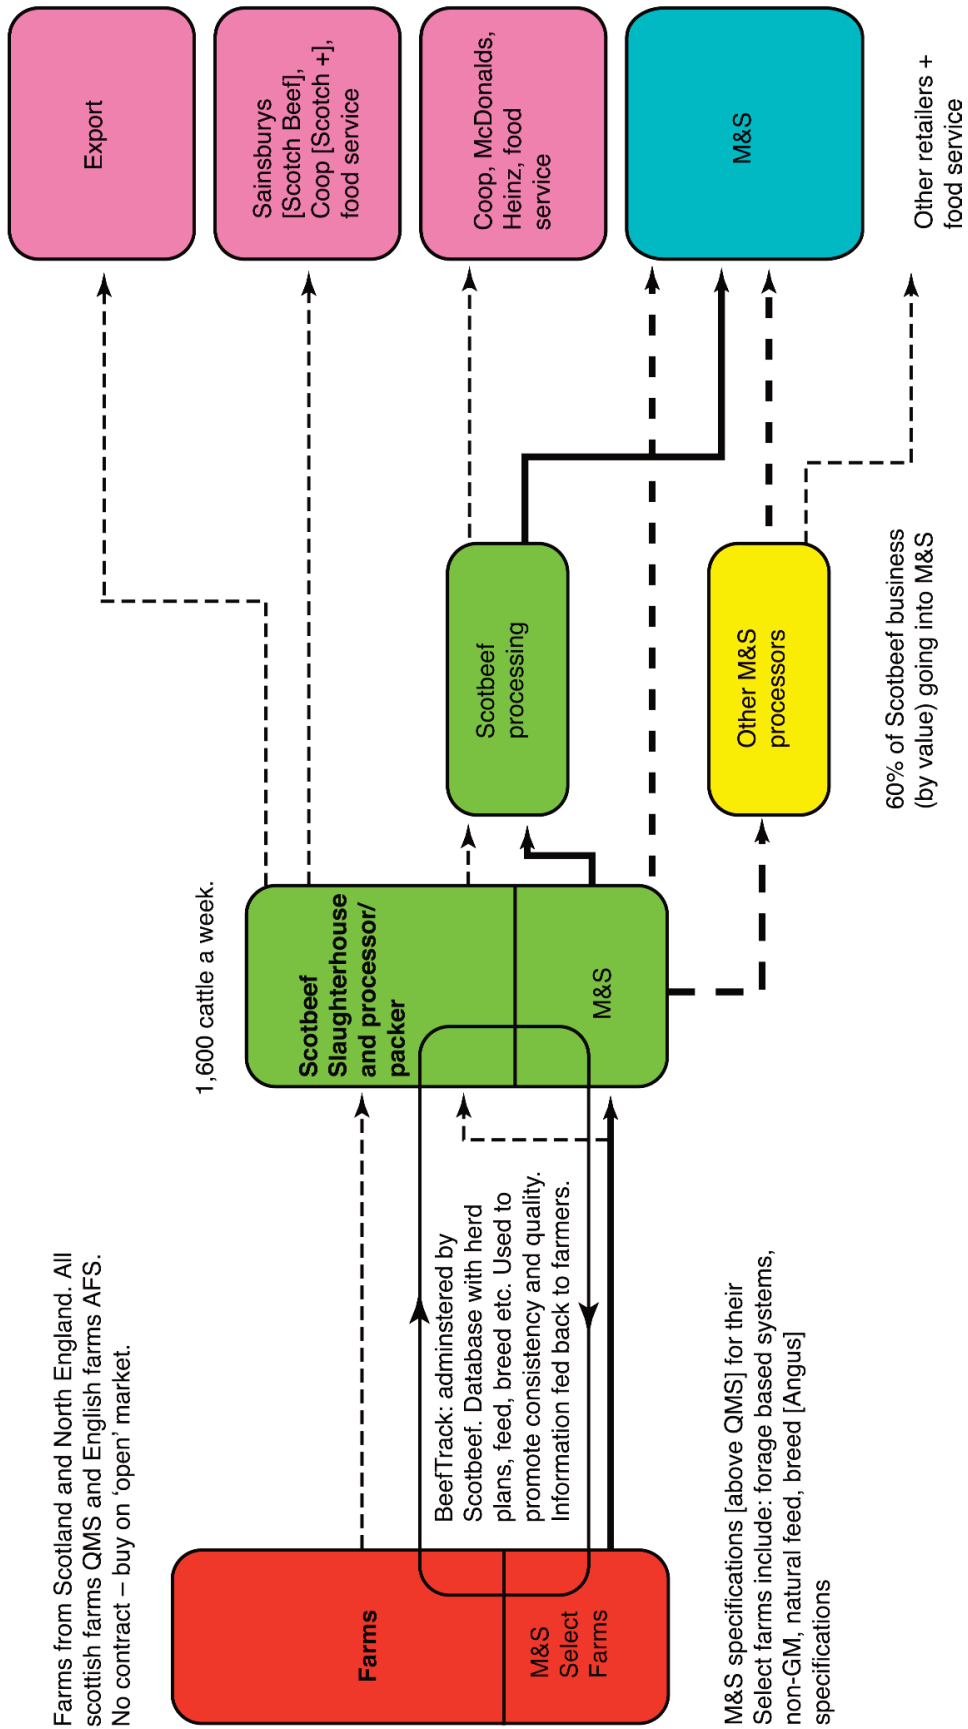 Farms from Scotland and North England. All
scottish farms QMS and English farms AFS.
No contract – buy on ‘open’ market.
Farms
M&S
Select
Farms
M&S specifications [above QMS] for their
Select farms include: forage based systems,
non-GM, natural feed, breed [Angus]
specifications
BeefTrack: adminstered by
Scotbeef. Database with herd
plans, feed, breed etc. Used to
promote consistency and quality.
Information fed back to farmers.
1,600 cattle a week.
Scotbeef
Slaughterhouse
and processor/
packer
M&S
Scotbeef
processing
Other M&S
processors
60% of Scotbeef business
(by value) going into M&S
Export
Sainsburys
[Scotch Beef],
Coop [Scotch +],
food service
Coop, McDonalds,
Heinz, food
service
M&S
Other retailers +
food service